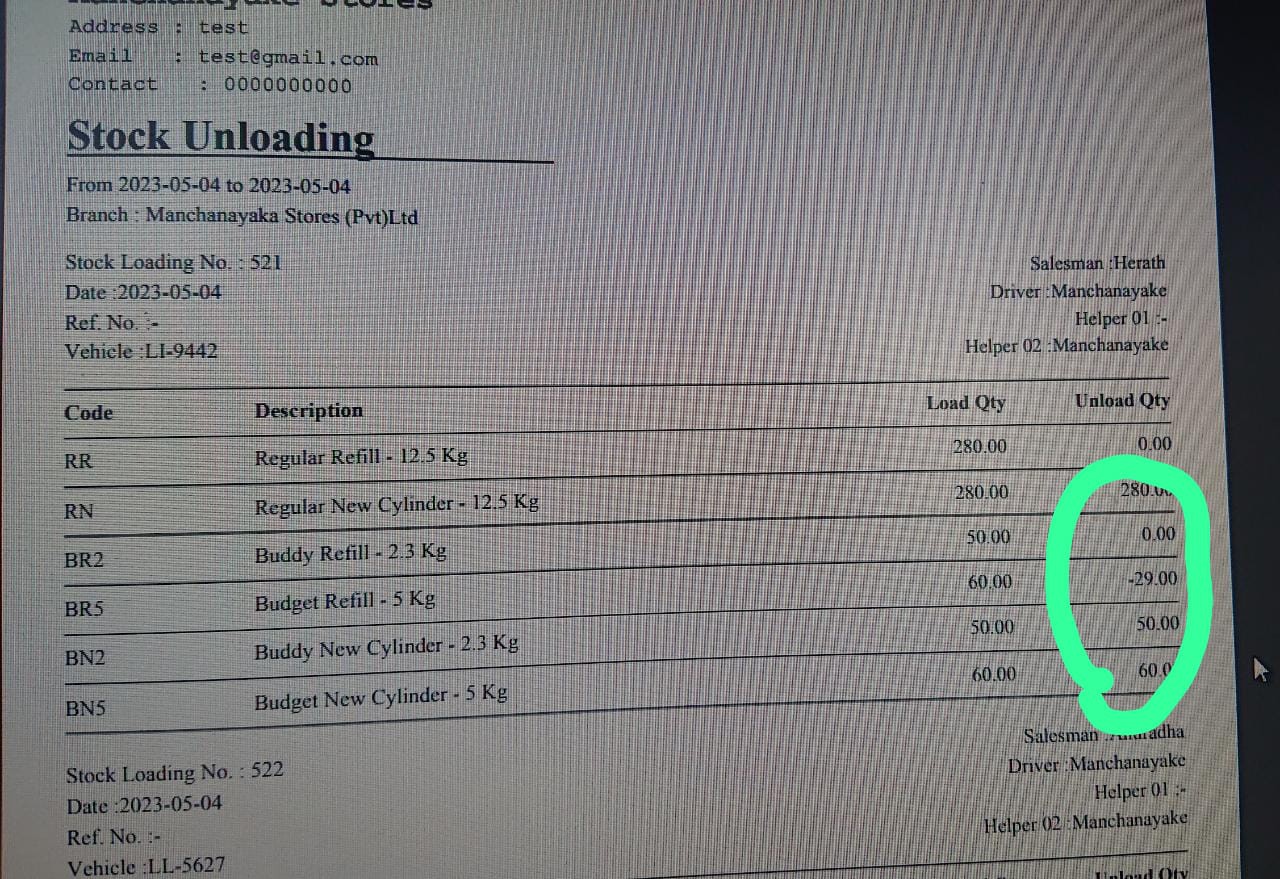 Address : test
Email : test@gmail.com
Contact : 0000000000
Stock Unloading
From 2023-05-04 to 2023-05-04
Branch : Manchanayaka Stores (Pvt)Ltd
Stock Loading No. : 521 Salesman :Herath
Date :2023-05-04 Driver :Manchanayake
Ref. No. :- Helper 01 :-
Vehicle :LI-9442 Helper 02 :Manchanayake
Code Description Load Qty Unload Qty
RR Regular Refill - 12.5 Kg 280.00 0.00
RN Regular New Cylinder - 12.5 Kg 280.00 280.00
BR2 Buddy Refill - 2.3 Kg 50.00 0.00
BR5 Budget Refill - 5 Kg 60.00 -29.00
BN2 Buddy New Cylinder - 2.3 Kg 50.00 50.00
BN5 Budget New Cylinder - 5 Kg 60.00 60.0
Stock Loading No. : 522 Salesman
Date :2023-05-04 Driver :Manchanayake
Ref. No. :- Helper 01 :-
Vehicle :LL-5627 Helper 02 :Manchanayake
Unload Qty